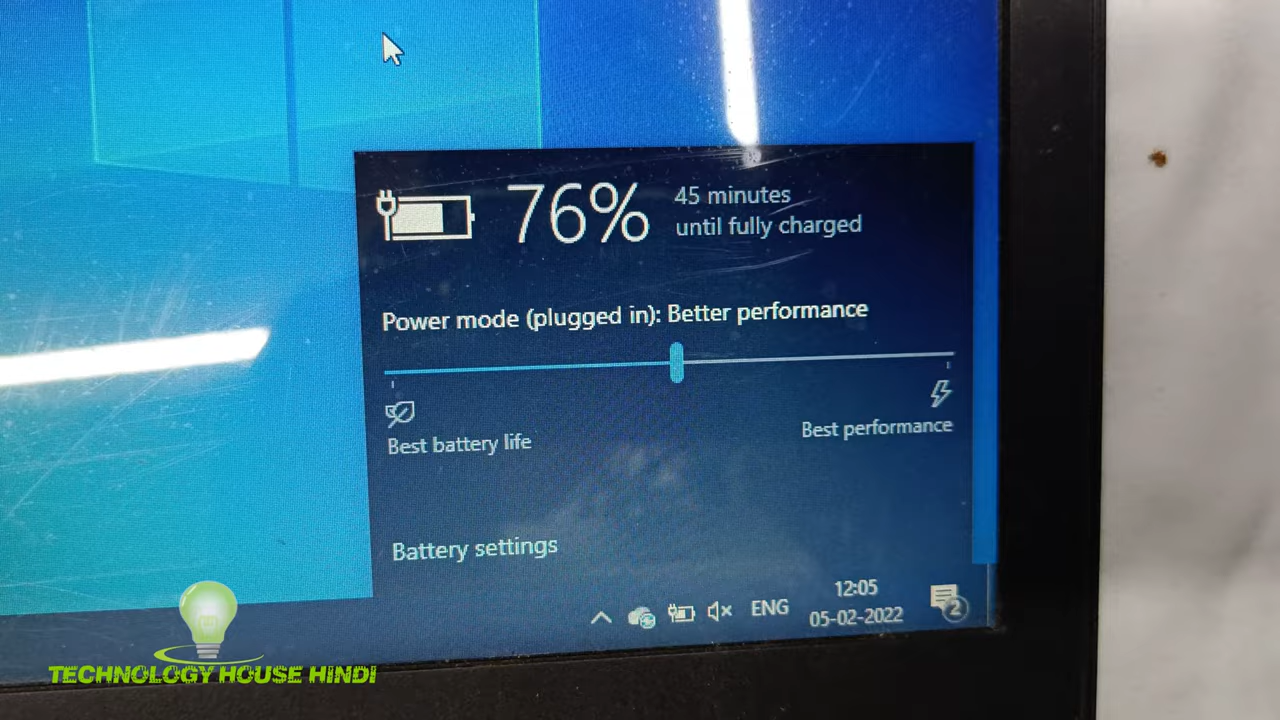 76%
45 minutes
until fully charged
Power mode (plugged in): Better performance
Best battery life
Best performance
Battery settings
ENG
12:05
05-02-2022
2
TECHNOLOGY HOUSE HINDI